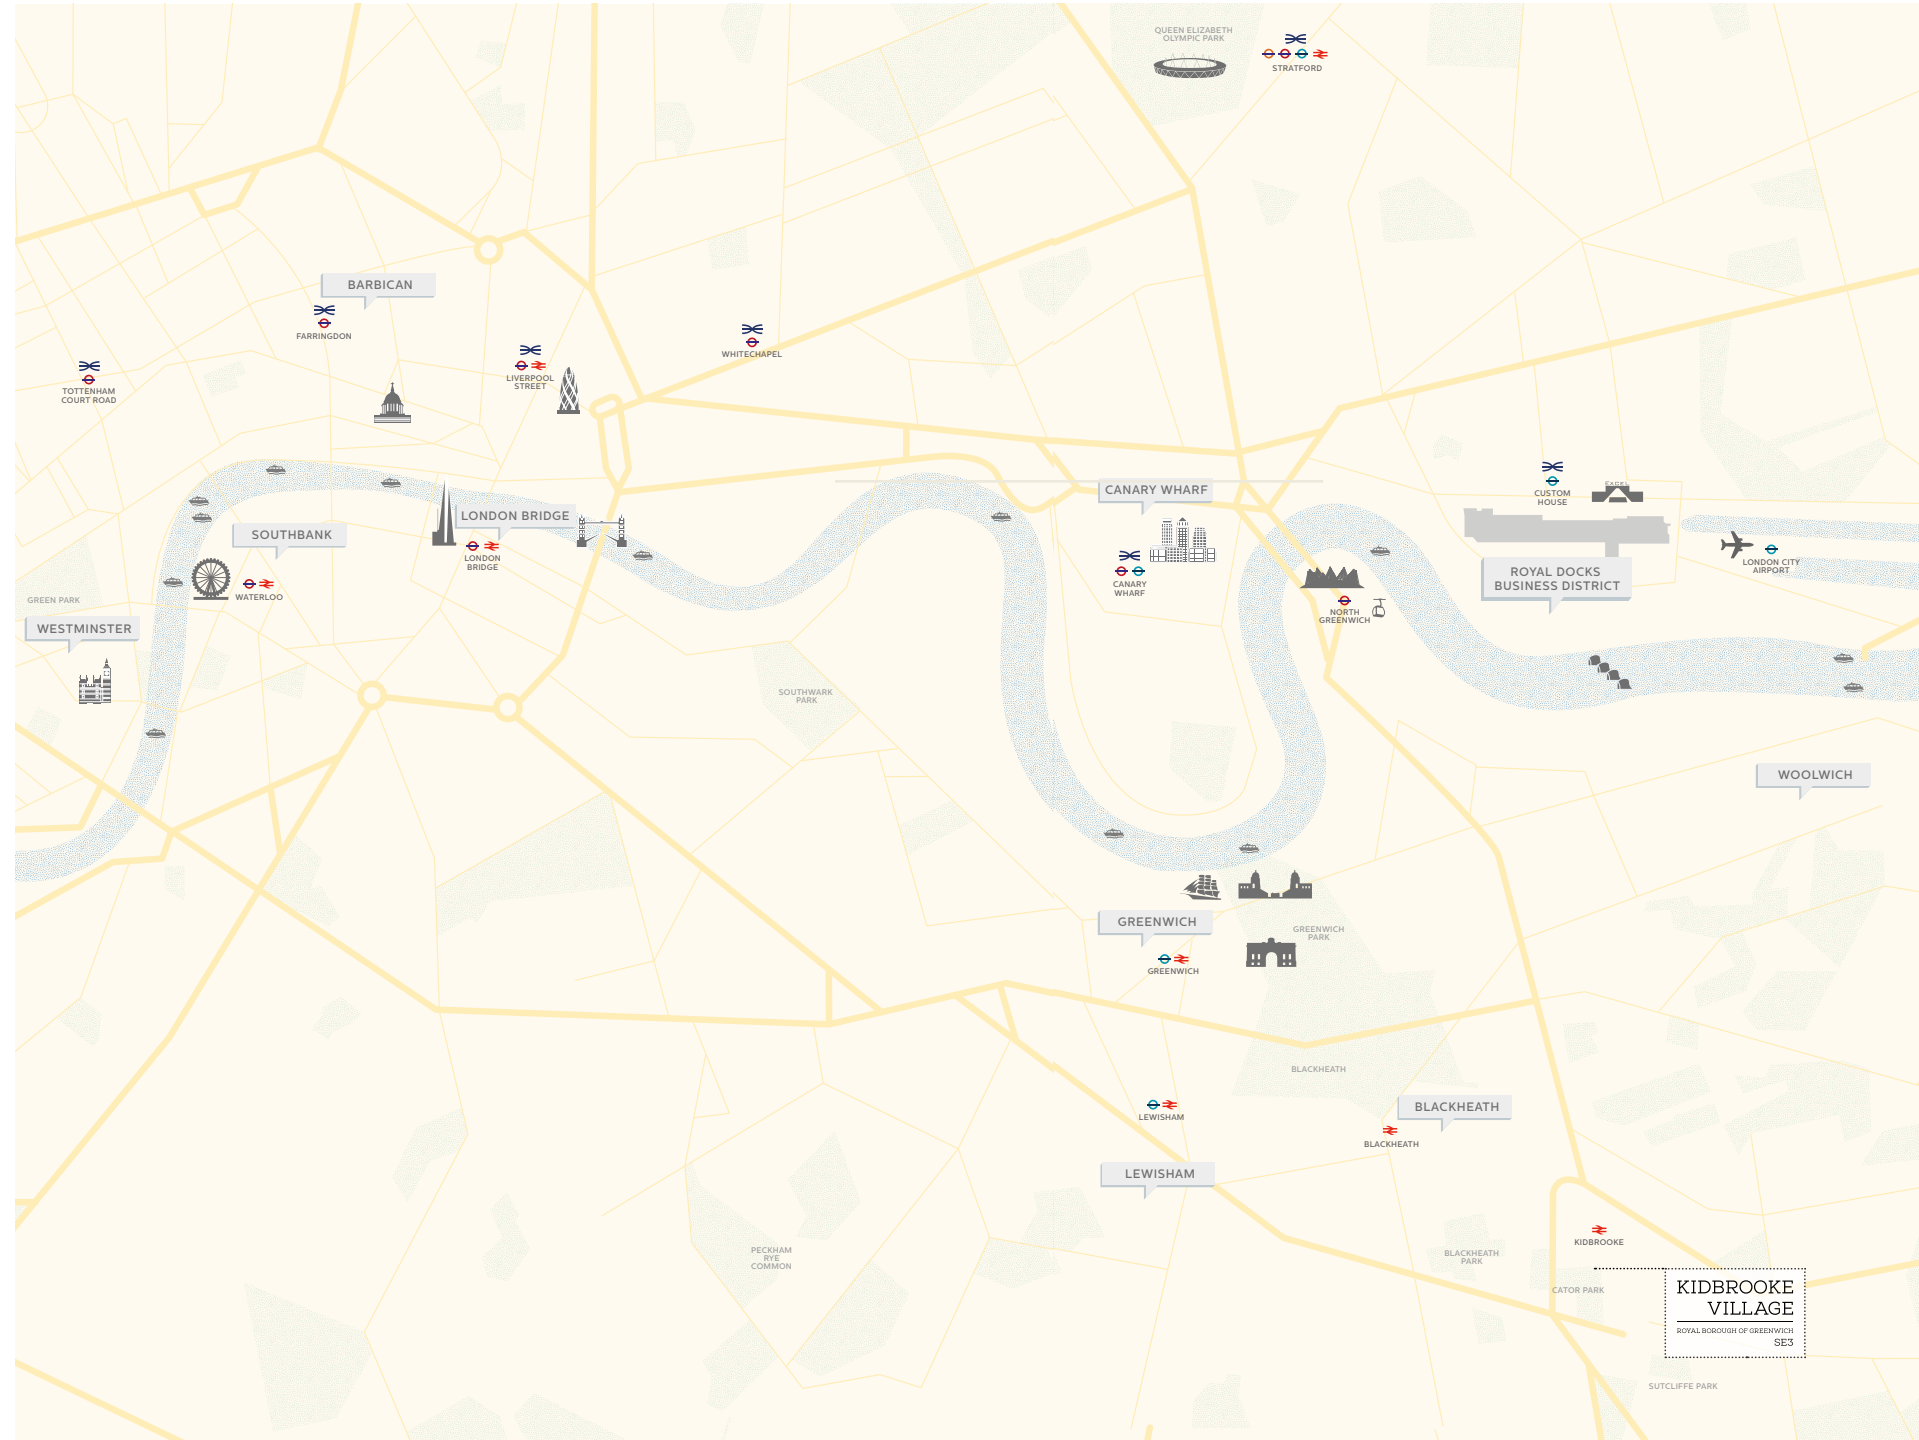 QUEEN ELIZABETH
OLYMPIC PARK
STRATFORD
BARBICAN
FARRINGDON
WHITECHAPEL
LIVERPOOL
STREET
TOTTENHAM
COURT ROAD
CANARY WHARF
EXCEL
CUSTOM
HOUSE
LONDON BRIDGE
SOUTHBANK
LONDON
BRIDGE
LONDON CITY
AIRPORT
ROYAL DOCKS
BUSINESS DISTRICT
CANARY
WHARF
WATERLOO
GREEN PARK
NORTH
GREENWICH
WESTMINSTER
SOUTHWARK
PARK
WOOLWICH
GREENWICH
GREENWICH
PARK
GREENWICH
BLACKHEATH
BLACKHEATH
LEWISHAM
BLACKHEATH
LEWISHAM
KIDBROOKE
PECKHAM
RYE
COMMON
BLACKHEATH
PARK
CATOR PARK
KIDBROOKE
VILLAGE
ROYAL BOROUGH OF GREENWICH
SE3
SUTCLIFFE PARK